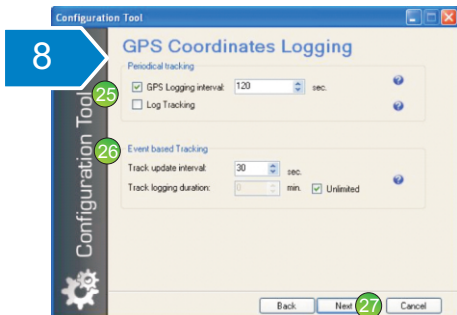 Configuration Tool
8
GPS Coordinates Logging
Periodical tracking
25
GPS Logging interval: 120 sec.
Log Tracking
26
Event based Tracking
Track update interval: 30 sec.
Track logging duration: 0 min. Unlimited
Configuration Tool
Back Next 27 Cancel